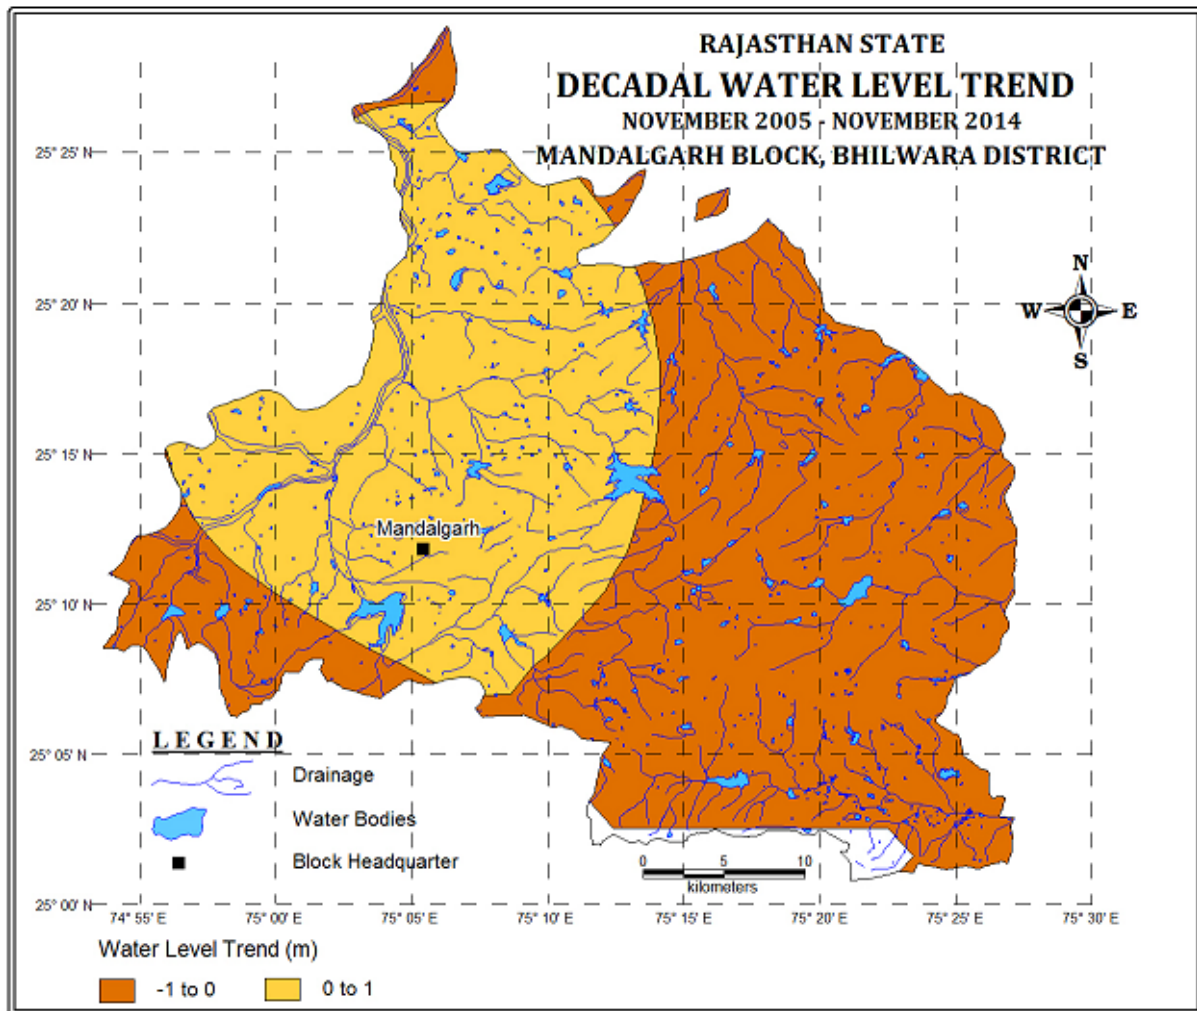 RAJASTHAN STATE
DECADAL WATER LEVEL TREND
NOVEMBER 2005 - NOVEMBER 2014
MANDALGARH BLOCK, BHILWARA DISTRICT
25° 25' N
25° 20' N
N
W E
S
25° 15' N
Mandalgarh
25° 10' N
LEGEND
25° 05' N
Drainage
Water Bodies
Block Headquarter
0 5 10
kilometers
25° 00' N
74° 55' E 75° 00' E 75° 05' E 75° 10' E 75° 15' E 75° 20' E 75° 25' E 75° 30' E
Water Level Trend (m)
-1 to 0 0 to 1